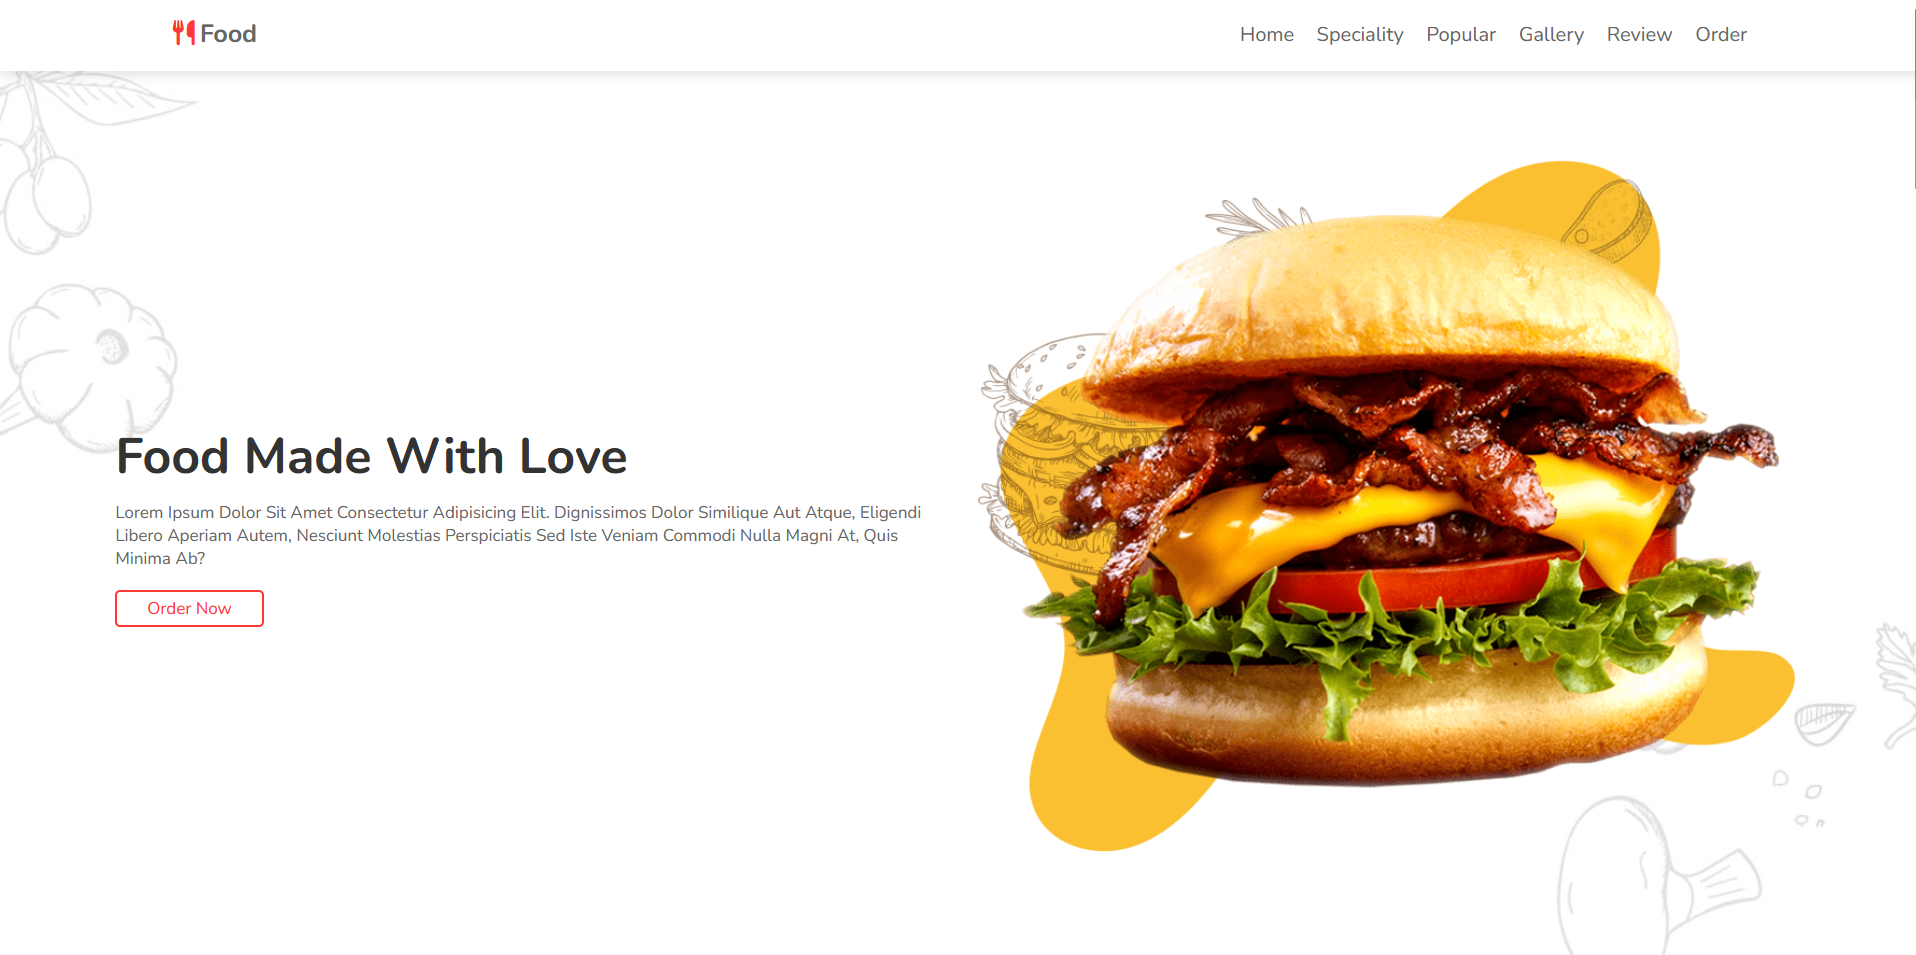 Food
Home Speciality Popular Gallery Review Order
Food Made With Love
Lorem Ipsum Dolor Sit Amet Consectetur Adipisicing Elit. Dignissimos Dolor Similique Aut Atque, Eligendi
Libero Aperiam Autem, Nesciunt Molestias Perspiciatis Sed Iste Veniam Commodi Nulla Magni At, Quis
Minima Ab?
Order Now